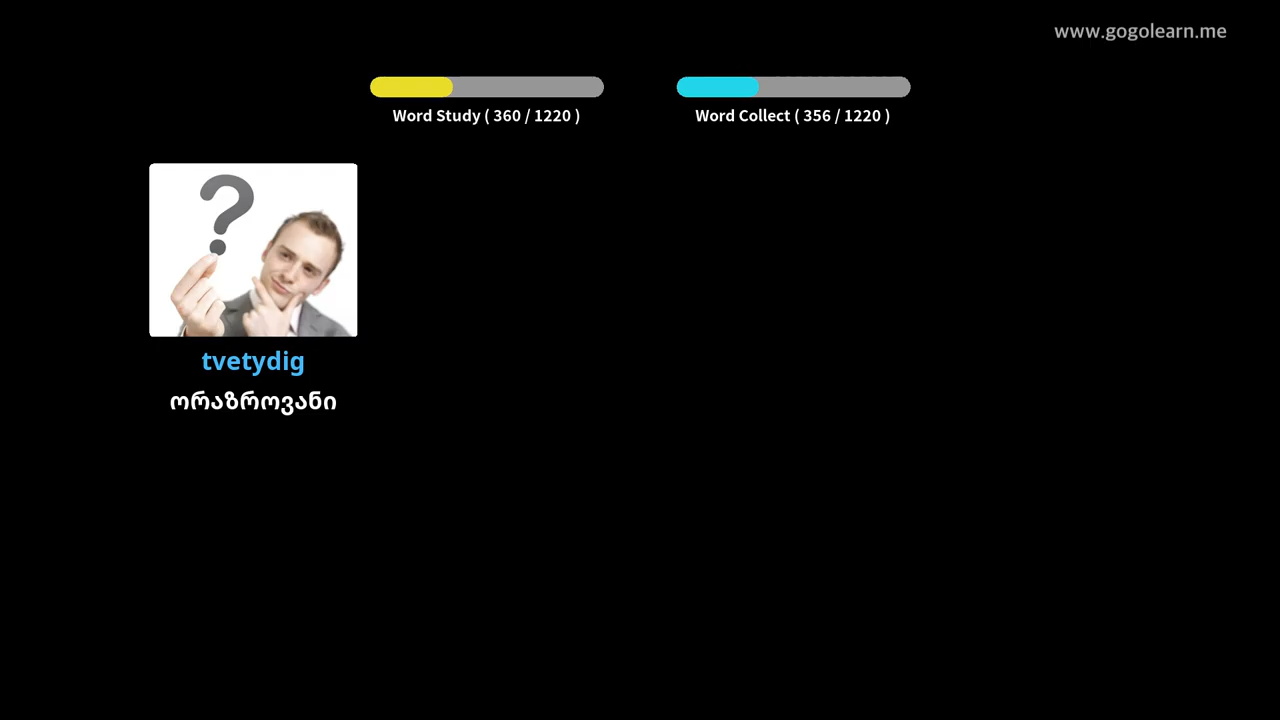 www.gogolearn.me
Word Study ( 360 / 1220 )
Word Collect ( 356 / 1220 )
?
tvetydig
ორაზროვანი